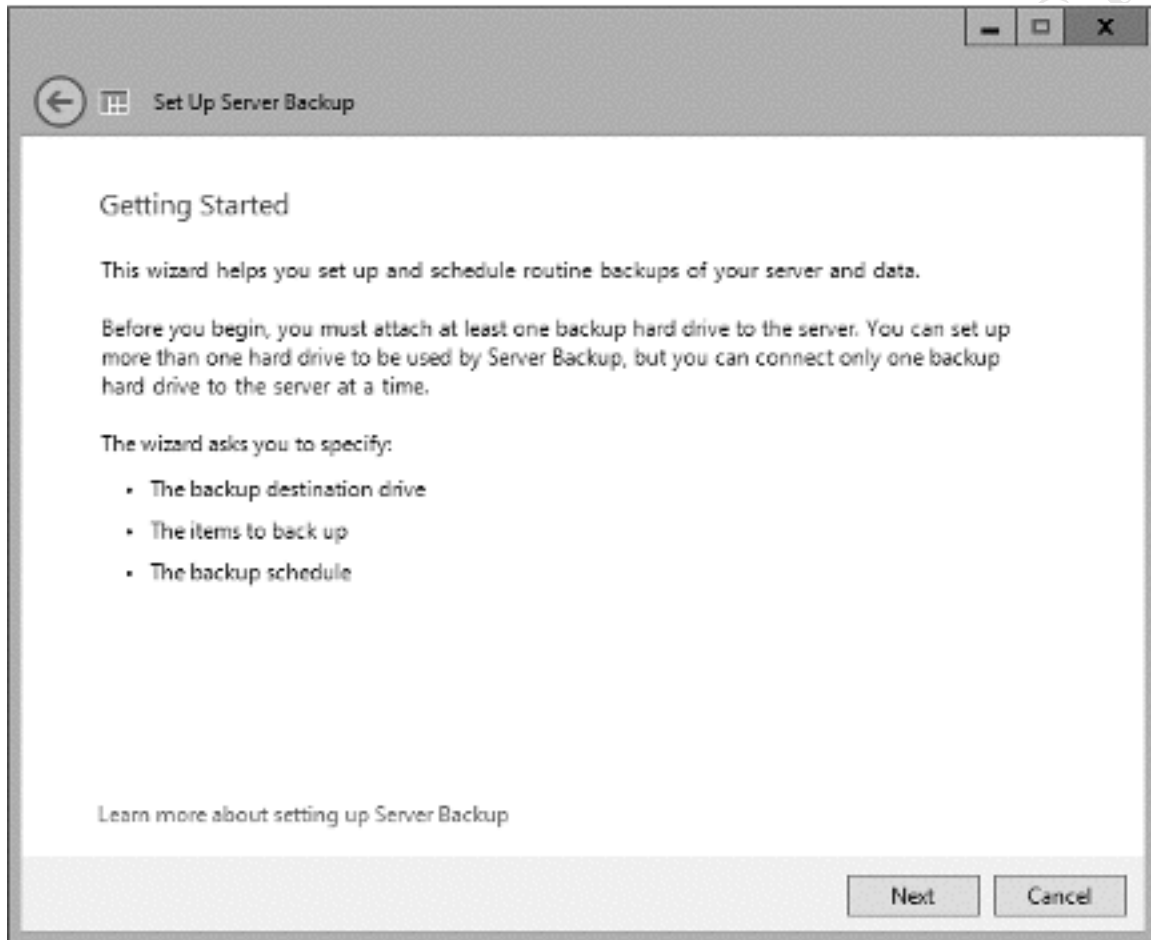 Set Up Server Backup
Getting Started
This wizard helps you set up and schedule routine backups of your server and data.
Before you begin, you must attach at least one backup hard drive to the server. You can set up
more than one hard drive to be used by Server Backup, but you can connect only one backup
hard drive to the server at a time.
The wizard asks you to specify:
• The backup destination drive
• The items to back up
• The backup schedule
Learn more about setting up Server Backup
Next Cancel